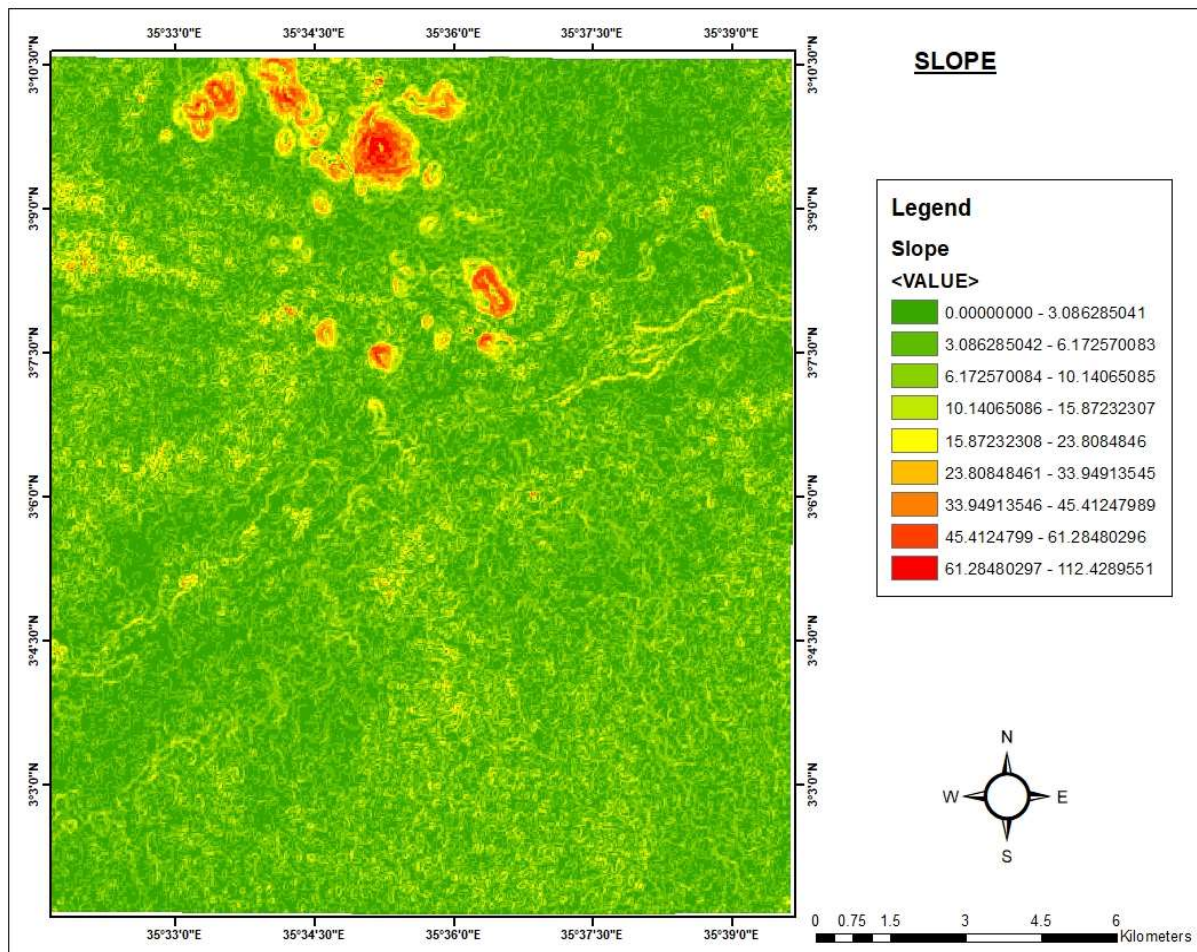 35°33'0"E 35°34'30"E 35°36'0"E 35°37'30"E 35°39'0"E
SLOPE
3°10'30"N 3°10'30"N
3°9'0"N 3°9'0"N
3°7'30"N 3°7'30"N
3°6'0"N 3°6'0"N
3°4'30"N 3°4'30"N
3°3'0"N 3°3'0"N
35°33'0"E 35°34'30"E 35°36'0"E 35°37'30"E 35°39'0"E
Legend
Slope
<VALUE>
0.00000000 - 3.086285041
3.086285042 - 6.172570083
6.172570084 - 10.14065085
10.14065086 - 15.87232307
15.87232308 - 23.8084846
23.80848461 - 33.94913545
33.94913546 - 45.41247989
45.4124799 - 61.28480296
61.28480297 - 112.4289551
N
W E
S
0 0.75 1.5 3 4.5 6
Kilometers